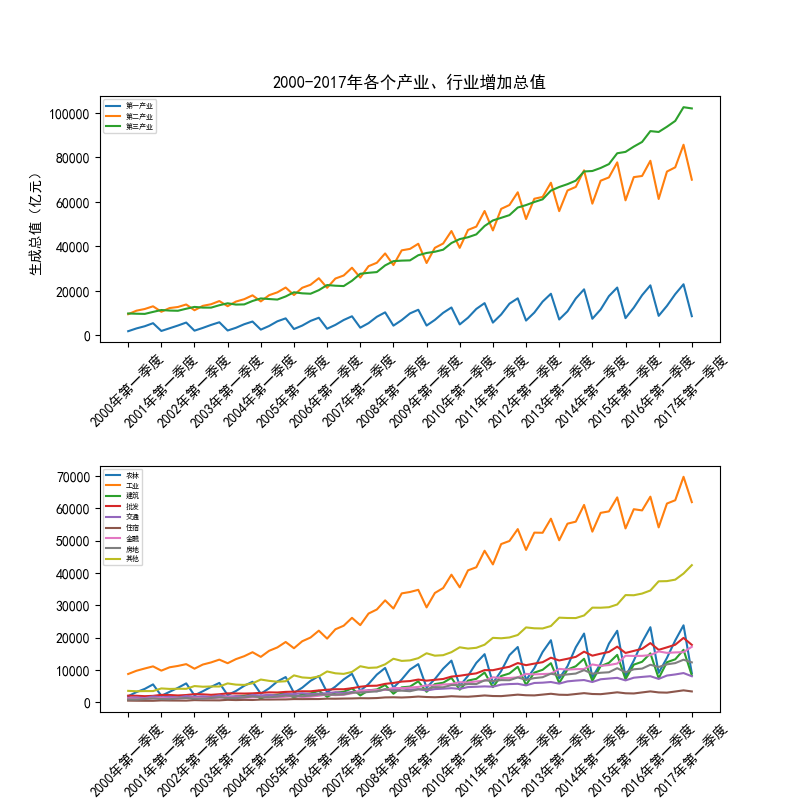 2000-2017年各个产业、行业增加总值
生成总值（亿元）
100000
80000
60000
40000
20000
0
第一产业
第二产业
第三产业
2000年第一季度
2001年第一季度
2002年第一季度
2003年第一季度
2004年第一季度
2005年第一季度
2006年第一季度
2007年第一季度
2008年第一季度
2009年第一季度
2010年第一季度
2011年第一季度
2012年第一季度
2013年第一季度
2014年第一季度
2015年第一季度
2016年第一季度
2017年第一季度
70000
60000
50000
40000
30000
20000
10000
0
农林
工业
建筑
批发
交通
住宿
金融
房地
其他
2000年第一季度
2001年第一季度
2002年第一季度
2003年第一季度
2004年第一季度
2005年第一季度
2006年第一季度
2007年第一季度
2008年第一季度
2009年第一季度
2010年第一季度
2011年第一季度
2012年第一季度
2013年第一季度
2014年第一季度
2015年第一季度
2016年第一季度
2017年第一季度